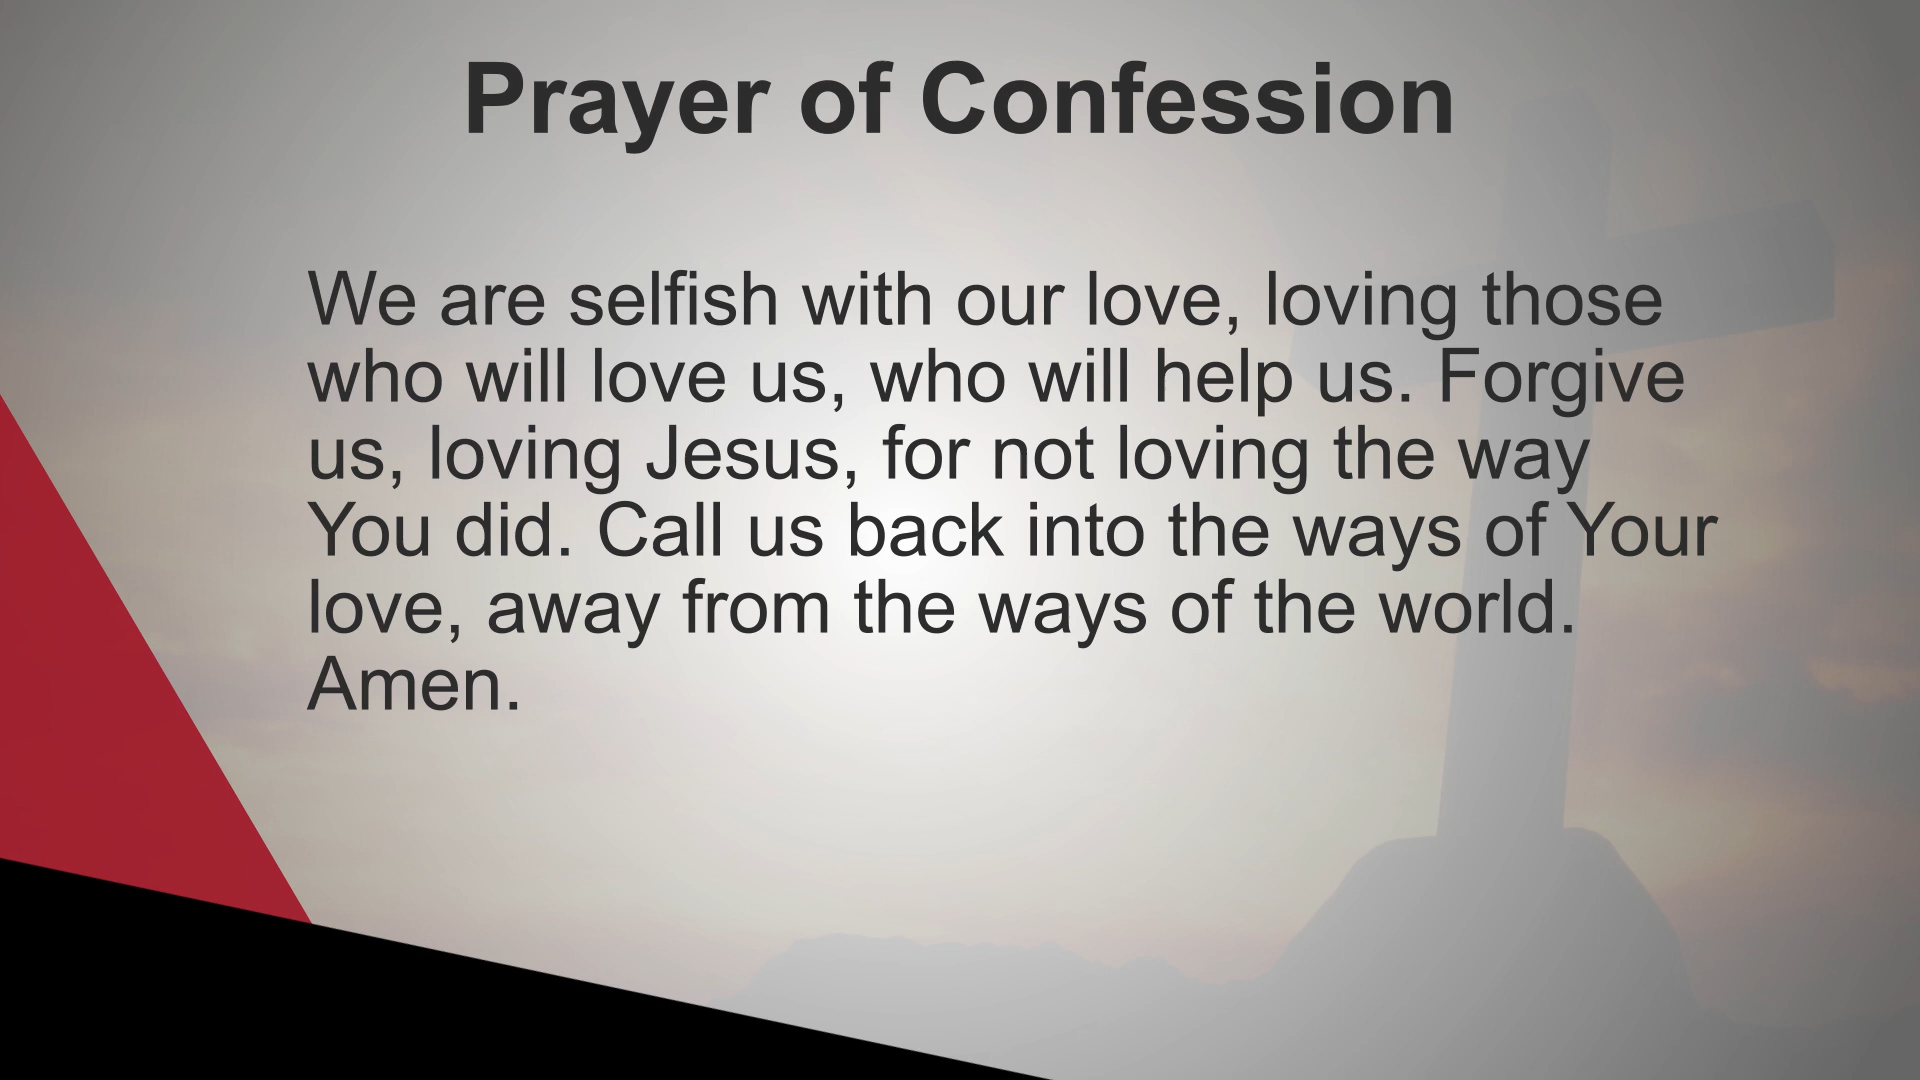 Prayer of Confession
We are selfish with our love, loving those
who will love us, who will help us. Forgive
us, loving Jesus, for not loving the way
You did. Call us back into the ways of Your
love, away from the ways of the world.
Amen.